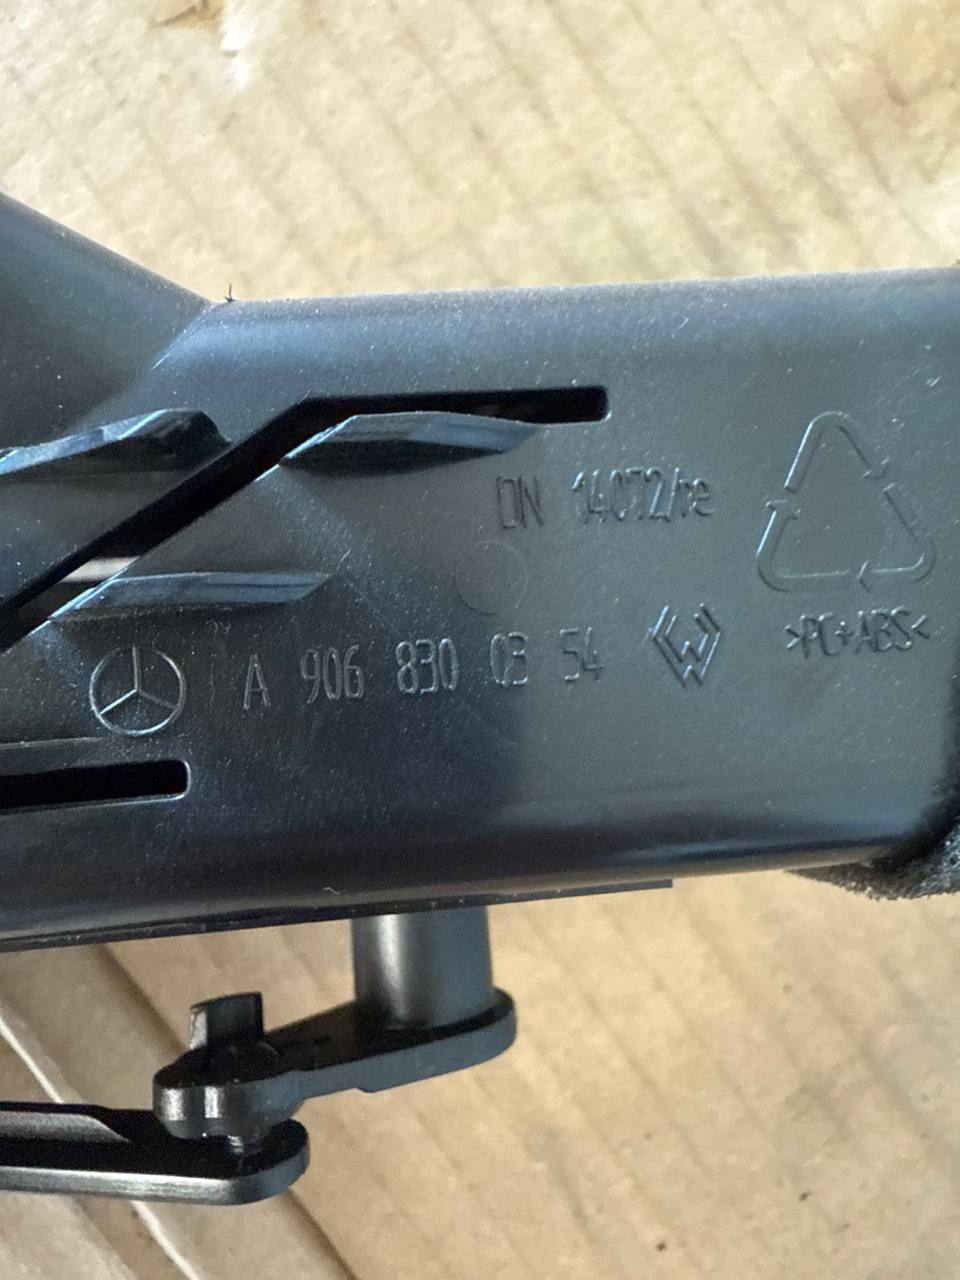 DN 14072/re
A 906 830 03 54
>PC+ABS<